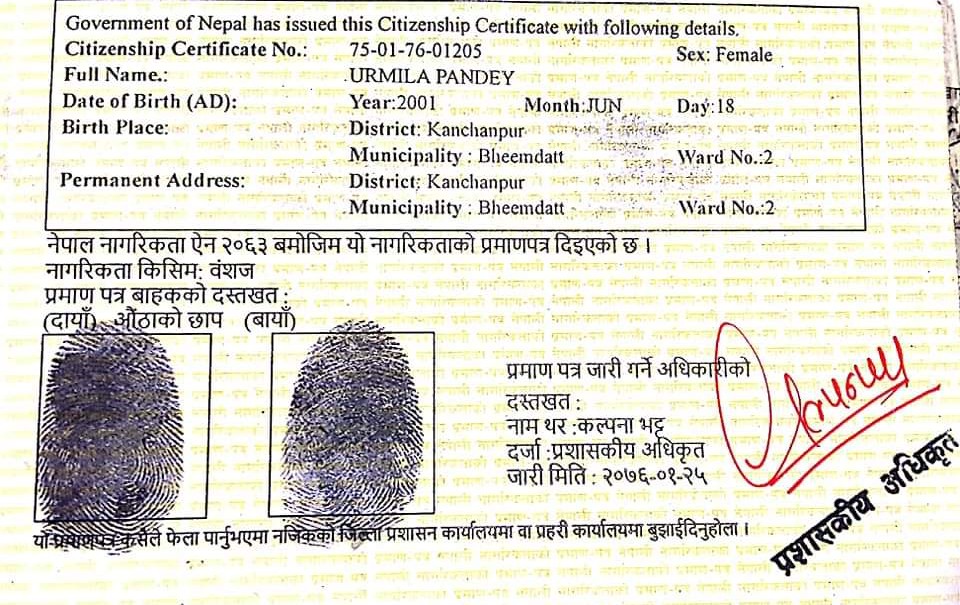 Government of Nepal has issued this Citizenship Certificate with following details.
Citizenship Certificate No.: 75-01-76-01205 Sex: Female
Full Name.: URMILA PANDEY
Date of Birth (AD): Year:2001 Month:JUN Day:18
Birth Place: District: Kanchanpur
Municipality : Bheemdatt Ward No.:2
Permanent Address: District: Kanchanpur
Municipality : Bheemdatt Ward No.:2
नेपाल नागरिकता ऐन २०६३ बमोजिम यो नागरिकताको प्रमाणपत्र दिइएको छ ।
नागरिकता किसिम: वंशज
प्रमाण पत्र बाहकको दस्तखत :
(दायाँ) औंठाको छाप (बायाँ)
प्रमाण पत्र जारी गर्ने अधिकारीको
दस्तखत :
नाम थर :कल्पना भट्ट
दर्जा :प्रशासकीय अधिकृत
जारी मिति : २०७६-०१-२५
प्रशासकीय अधिकृत
यो प्रमाणपत्र कसैले फेला पार्नुभएमा नजिकको जिल्ला प्रशासन कार्यालयमा वा प्रहरी कार्यालयमा बुझाईदिनुहोला ।